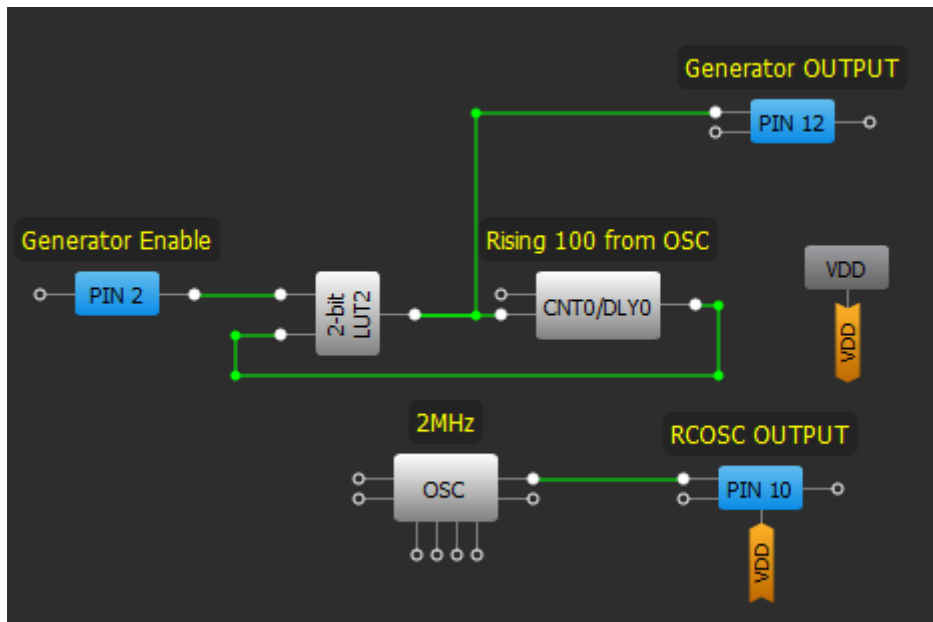 Generator OUTPUT
PIN 12
Generator Enable
Rising 100 from OSC
PIN 2
2-bit
LUT2
CNT0/DLY0
VDD
VDD
2MHz
RCOSC OUTPUT
OSC
PIN 10
VDD